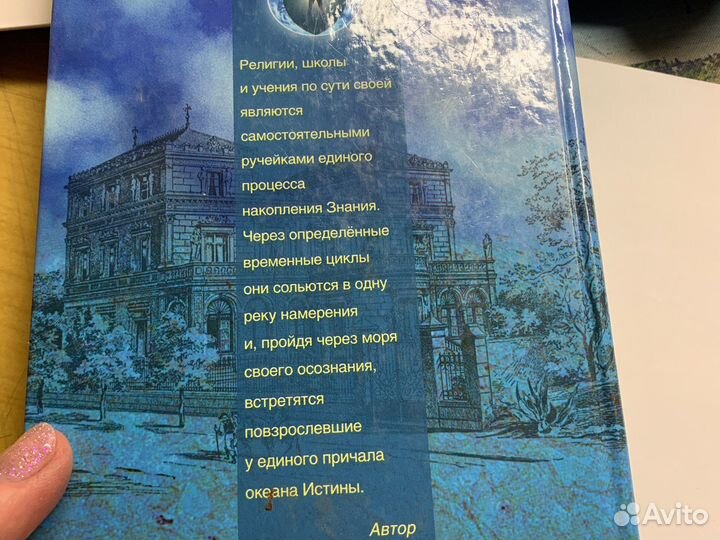 Религии, школы
и учения по сути своей
являются
самостоятельными
ручейками единого
процесса
накопления Знания.
Через определённые
временные циклы
они сольются в одну
реку намерения
и, пройдя через моря
своего осознания,
встретятся
повзрослевшие
у единого причала
океана Истины.
Автор
Avito